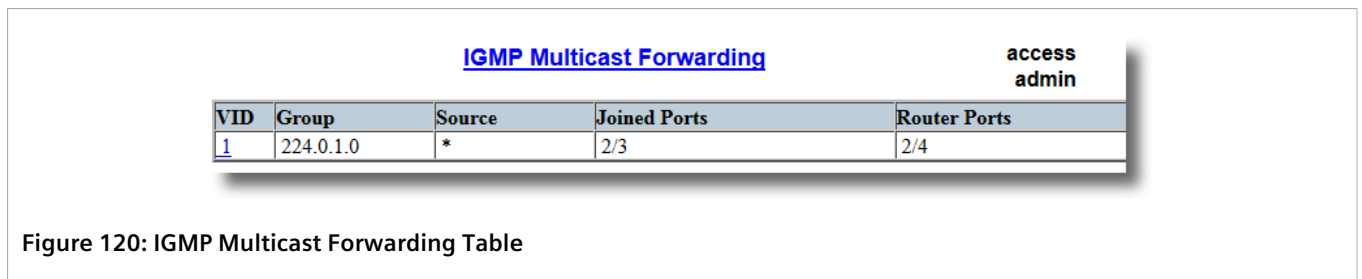 IGMP Multicast Forwarding
access
admin
VID Group Source Joined Ports Router Ports
1 224.0.1.0 * 2/3 2/4
Figure 120: IGMP Multicast Forwarding Table